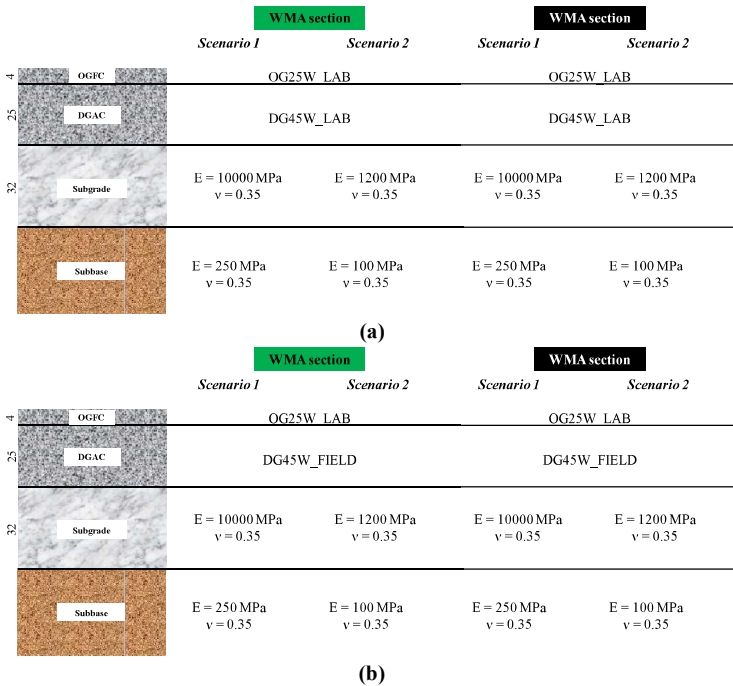 WMA section WMA section
Scenario 1 Scenario 2 Scenario 1 Scenario 2
4 OGFC OG25W_LAB OG25W_LAB
25 DGAC DG45W_LAB DG45W_LAB
32 Subgrade E = 10000 MPa E = 1200 MPa E = 10000 MPa E = 1200 MPa
ν = 0.35 ν = 0.35 ν = 0.35 ν = 0.35
Subbase E = 250 MPa E = 100 MPa E = 250 MPa E = 100 MPa
ν = 0.35 ν = 0.35 ν = 0.35 ν = 0.35
(a)
WMA section WMA section
Scenario 1 Scenario 2 Scenario 1 Scenario 2
4 OGFC OG25W_LAB OG25W_LAB
25 DGAC DG45W_FIELD DG45W_FIELD
32 Subgrade E = 10000 MPa E = 1200 MPa E = 10000 MPa E = 1200 MPa
ν = 0.35 ν = 0.35 ν = 0.35 ν = 0.35
Subbase E = 250 MPa E = 100 MPa E = 250 MPa E = 100 MPa
ν = 0.35 ν = 0.35 ν = 0.35 ν = 0.35
(b)